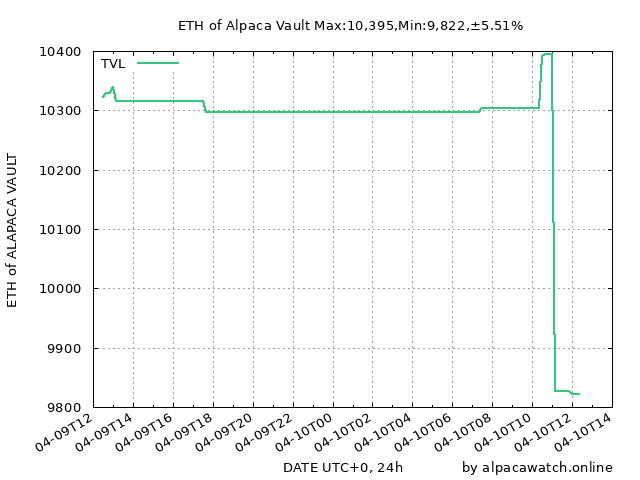 ETH of Alpaca Vault Max:10,395,Min:9,822,±5.51%
TVL
10400
10300
10200
10100
10000
9900
9800
ETH of ALAPACA VAULT
04-09T12
04-09T14
04-09T16
04-09T18
04-09T20
04-09T22
04-10T00
04-10T02
04-10T04
04-10T06
04-10T08
04-10T10
04-10T12
04-10T14
DATE UTC+0, 24h
by alpacawatch.online